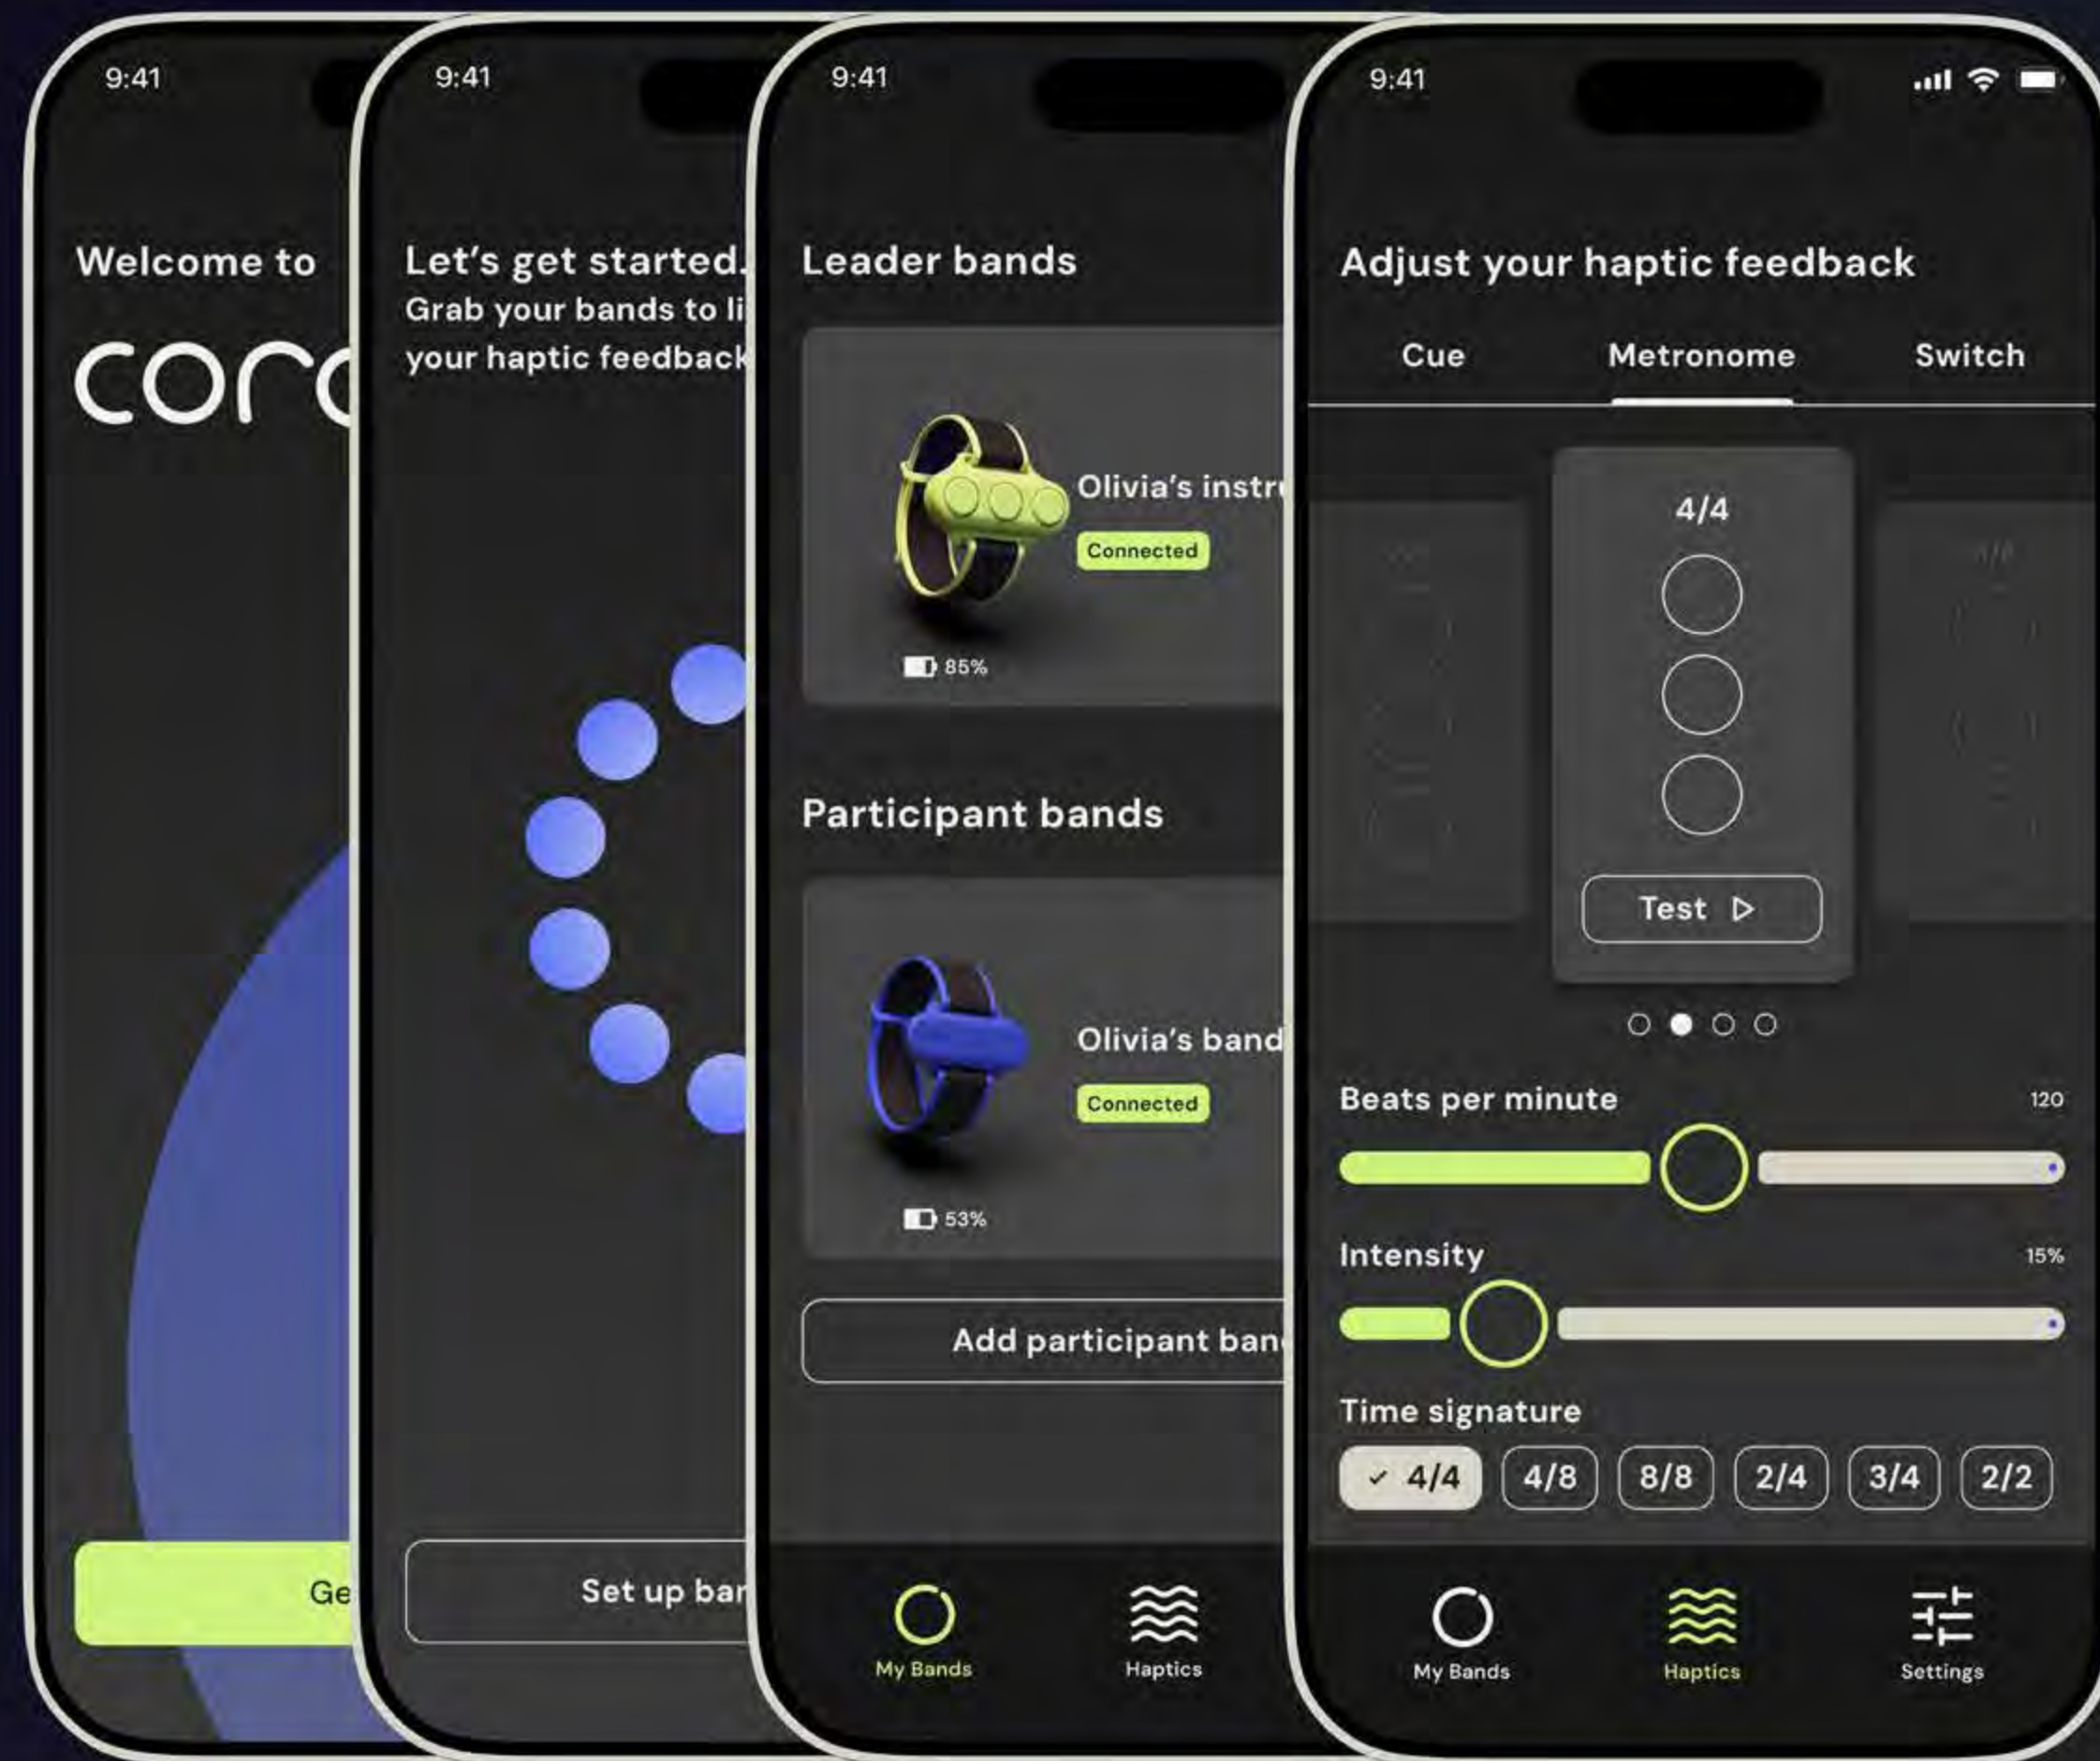 9:41
Welcome to
Ge
9:41
Let's get started.
Grab your bands to li
your haptic feedback
Set up bar
9:41
Leader bands
Olivia's instr
Connected
85%
Participant bands
Olivia's band
Connected
53%
Add participant ban
My Bands
Haptics
9:41
Adjust your haptic feedback
Cue Metronome Switch
4/4
Test
Beats per minute 120
Intensity 15%
Time signature
4/4 4/8 8/8 2/4 3/4 2/2
My Bands Haptics Settings